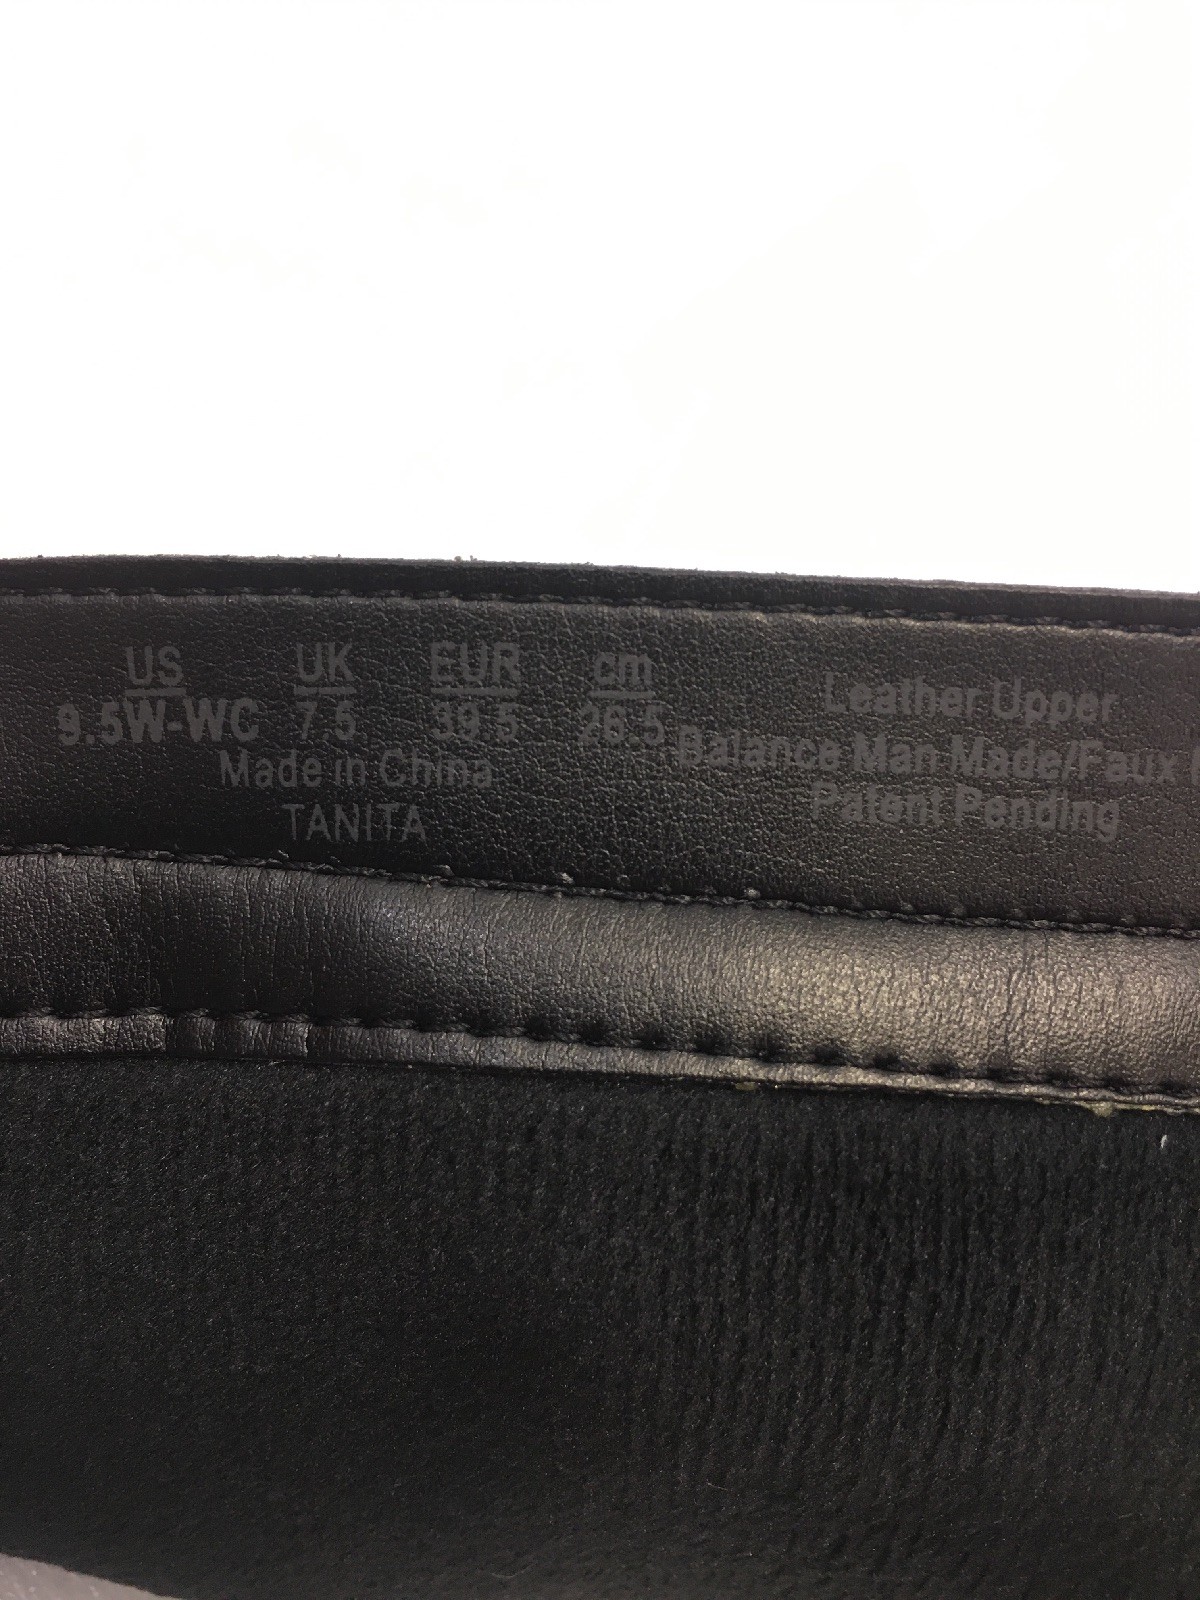 US UK EUR cm
9.5W-WC 7.5 39.5 26.5
Made in China
TANITA
Leather Upper
Balance Man Made/Faux
Patent Pending